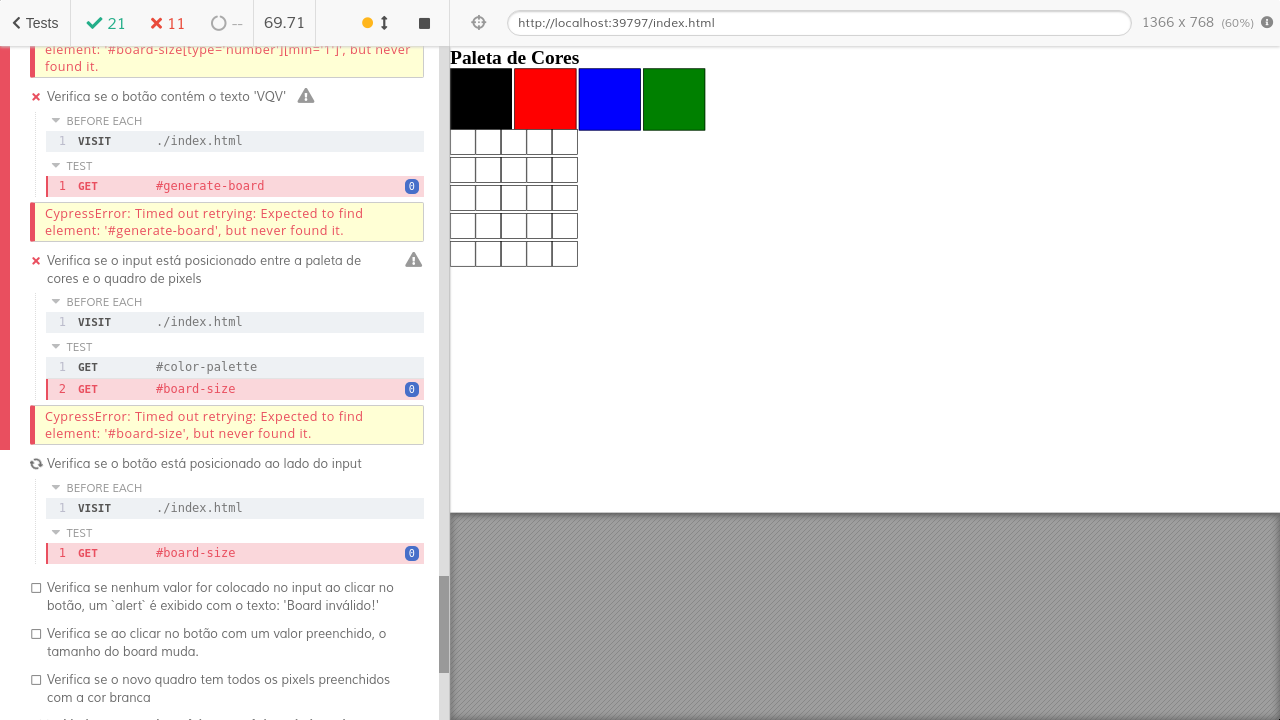 Tests
21
11
--
69.71
http://localhost:39797/index.html
1366 x 768 (60%)
element: '#board-size[type='number'][min='1']', but never
found it.
Verifica se o botão contém o texto 'VQV'
BEFORE EACH
1 VISIT ./index.html
TEST
1 GET #generate-board 0
CypressError: Timed out retrying: Expected to find
element: '#generate-board', but never found it.
Verifica se o input está posicionado entre a paleta de
cores e o quadro de pixels
BEFORE EACH
1 VISIT ./index.html
TEST
1 GET #color-palette
2 GET #board-size 0
CypressError: Timed out retrying: Expected to find
element: '#board-size', but never found it.
Verifica se o botão está posicionado ao lado do input
BEFORE EACH
1 VISIT ./index.html
TEST
1 GET #board-size 0
Verifica se nenhum valor for colocado no input ao clicar no
botão, um `alert` é exibido com o texto: 'Board inválido!'
Verifica se ao clicar no botão com um valor preenchido, o
tamanho do board muda.
Verifica se o novo quadro tem todos os pixels preenchidos
com a cor branca
Paleta de Cores